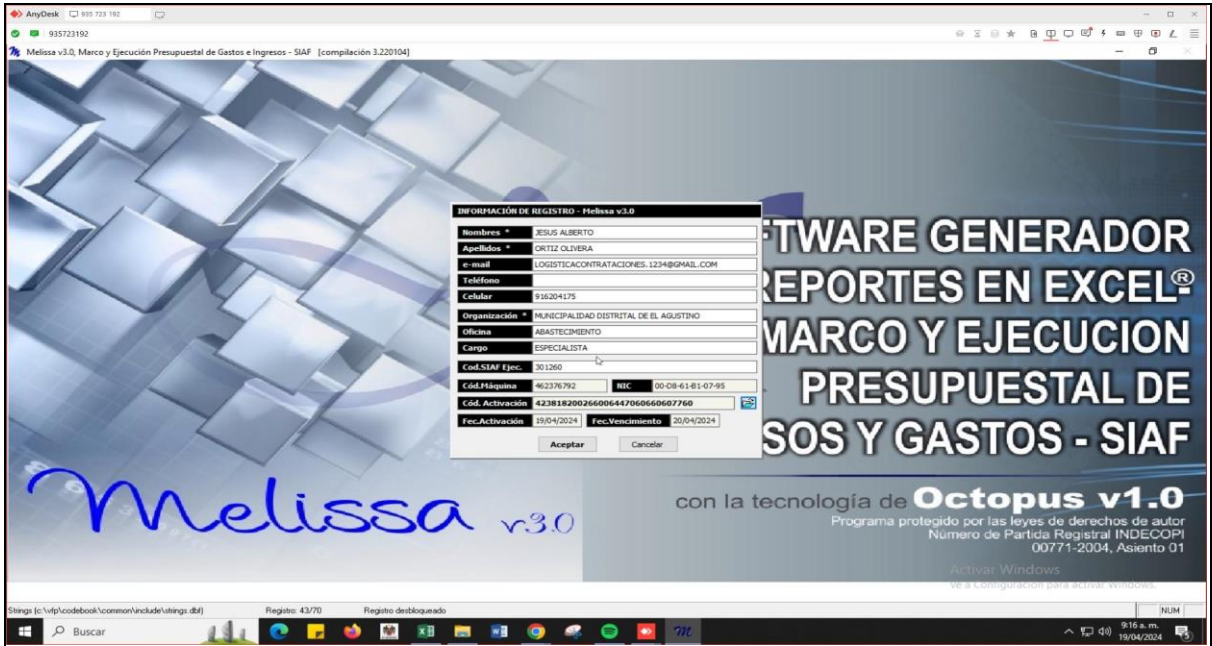 AnyDesk 935 723 192
935723192
Melissa v3.0, Marco y Ejecución Presupuestal de Gastos e Ingresos - SIAF [compilación 3.220104]
INFORMACIÓN DE REGISTRO - Melissa v3.0
Nombres * JESUS ALBERTO
Apellidos * ORTIZ OLIVERA
e-mail LOGISTICACONTRATACIONES.1234@GMAIL.COM
Teléfono
Celular 916204175
Organización * MUNICIPALIDAD DISTRITAL DE EL AGUSTINO
Oficina ABASTECIMIENTO
Cargo ESPECIALISTA
Cod.SIAF Ejec. 301260
Cód.Máquina 462376792 NIC 00-D8-61-B1-07-95
Cód. Activación 4238182002660064470606606​07760
Fec.Activación 19/04/2024 Fec.Vencimiento 20/04/2024
Aceptar Cancelar
FTWARE GENERADOR
REPORTES EN EXCEL®
MARCO Y EJECUCION
PRESUPUESTAL DE
SOS Y GASTOS - SIAF
Melissa v3.0
con la tecnología de Octopus v1.0
Programa protegido por las leyes de derechos de autor
Número de Partida Registral INDECOPI
00771-2004, Asiento 01
Activar Windows
Ve a Configuración para activar Windows.
Strings (c:\vfp\codebook\common\include\strings.dbf) Registro: 43/70 Registro desbloqueado NUM
Buscar
9:16 a. m.
19/04/2024